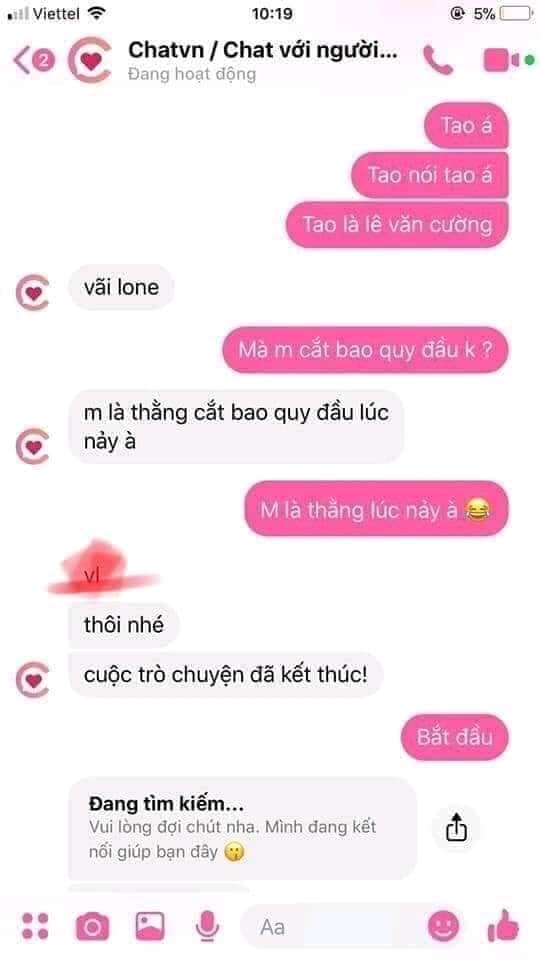 Viettel
10:19
5%
2
Chatvn / Chat với người...
Đang hoạt động
Tao á
Tao nói tao á
Tao là lê văn cường
vãi lone
Mà m cắt bao quy đầu k ?
m là thằng cắt bao quy đầu lúc
nảy à
M là thằng lúc nảy à 😂
vl
thôi nhé
cuộc trò chuyện đã kết thúc!
Bắt đầu
Đang tìm kiếm...
Vui lòng đợi chút nha. Mình đang kết
nối giúp bạn đây 😗
Aa